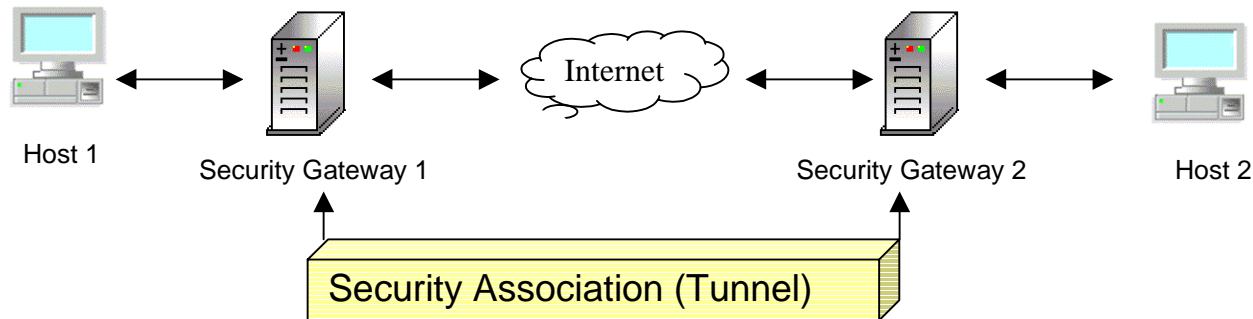 Internet
Host 1
Security Gateway 1
Security Gateway 2
Host 2
Security Association (Tunnel)